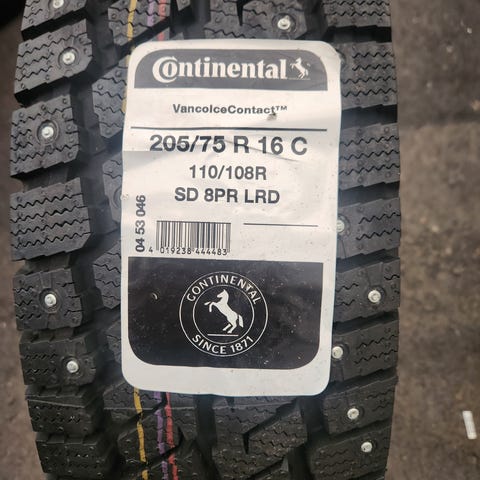 Continental
VancoIceContact™
205/75 R 16 C
110/108R
SD 8PR LRD
04 53 046
4 019238 444483
CONTINENTAL
SINCE 1871